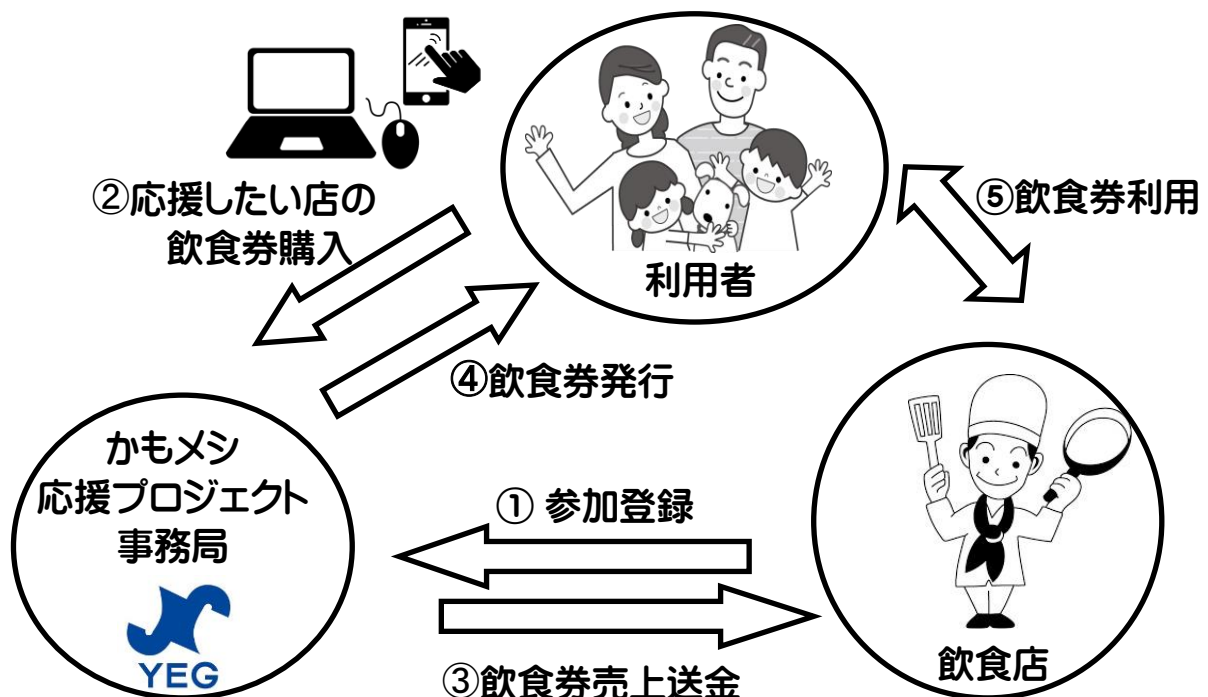 ②応援したい店の
飲食券購入
利用者
⑤飲食券利用
④飲食券発行
かもメシ
応援プロジェクト
事務局
YEG
① 参加登録
③飲食券売上送金
飲食店